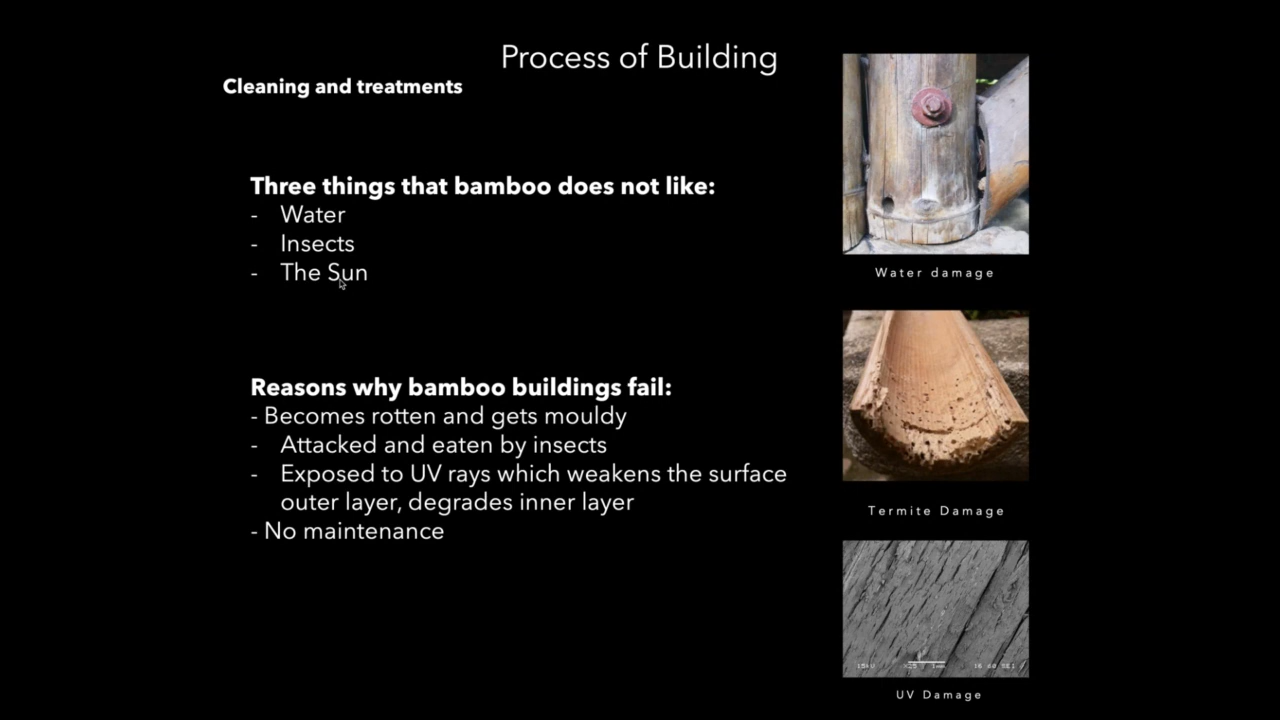 Process of Building
Cleaning and treatments
Three things that bamboo does not like:
- Water
- Insects
- The Sun
Reasons why bamboo buildings fail:
- Becomes rotten and gets mouldy
- Attacked and eaten by insects
- Exposed to UV rays which weakens the surface
outer layer, degrades inner layer
- No maintenance
Water damage
Termite Damage
UV Damage